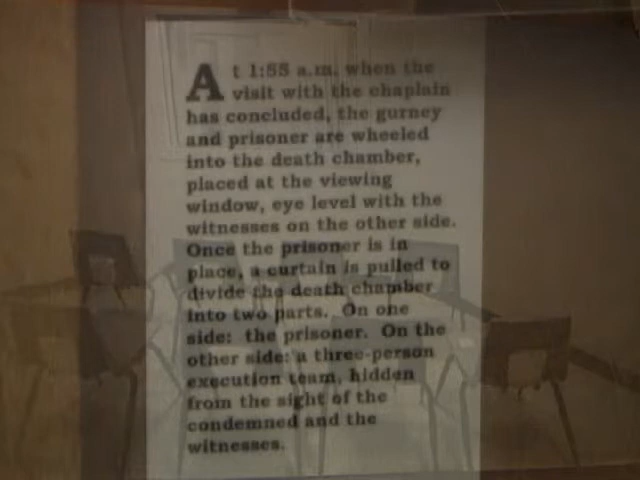 At 1:55 a.m. when the
visit with the chaplain
has concluded, the gurney
and prisoner are wheeled
into the death chamber,
placed at the viewing
window, eye level with the
witnesses on the other side.
Once the prisoner is in
place, a curtain is pulled to
divide the death chamber
into two parts. On one
side: the prisoner. On the
other side: a three-person
execution team, hidden
from the sight of the
condemned and the
witnesses.